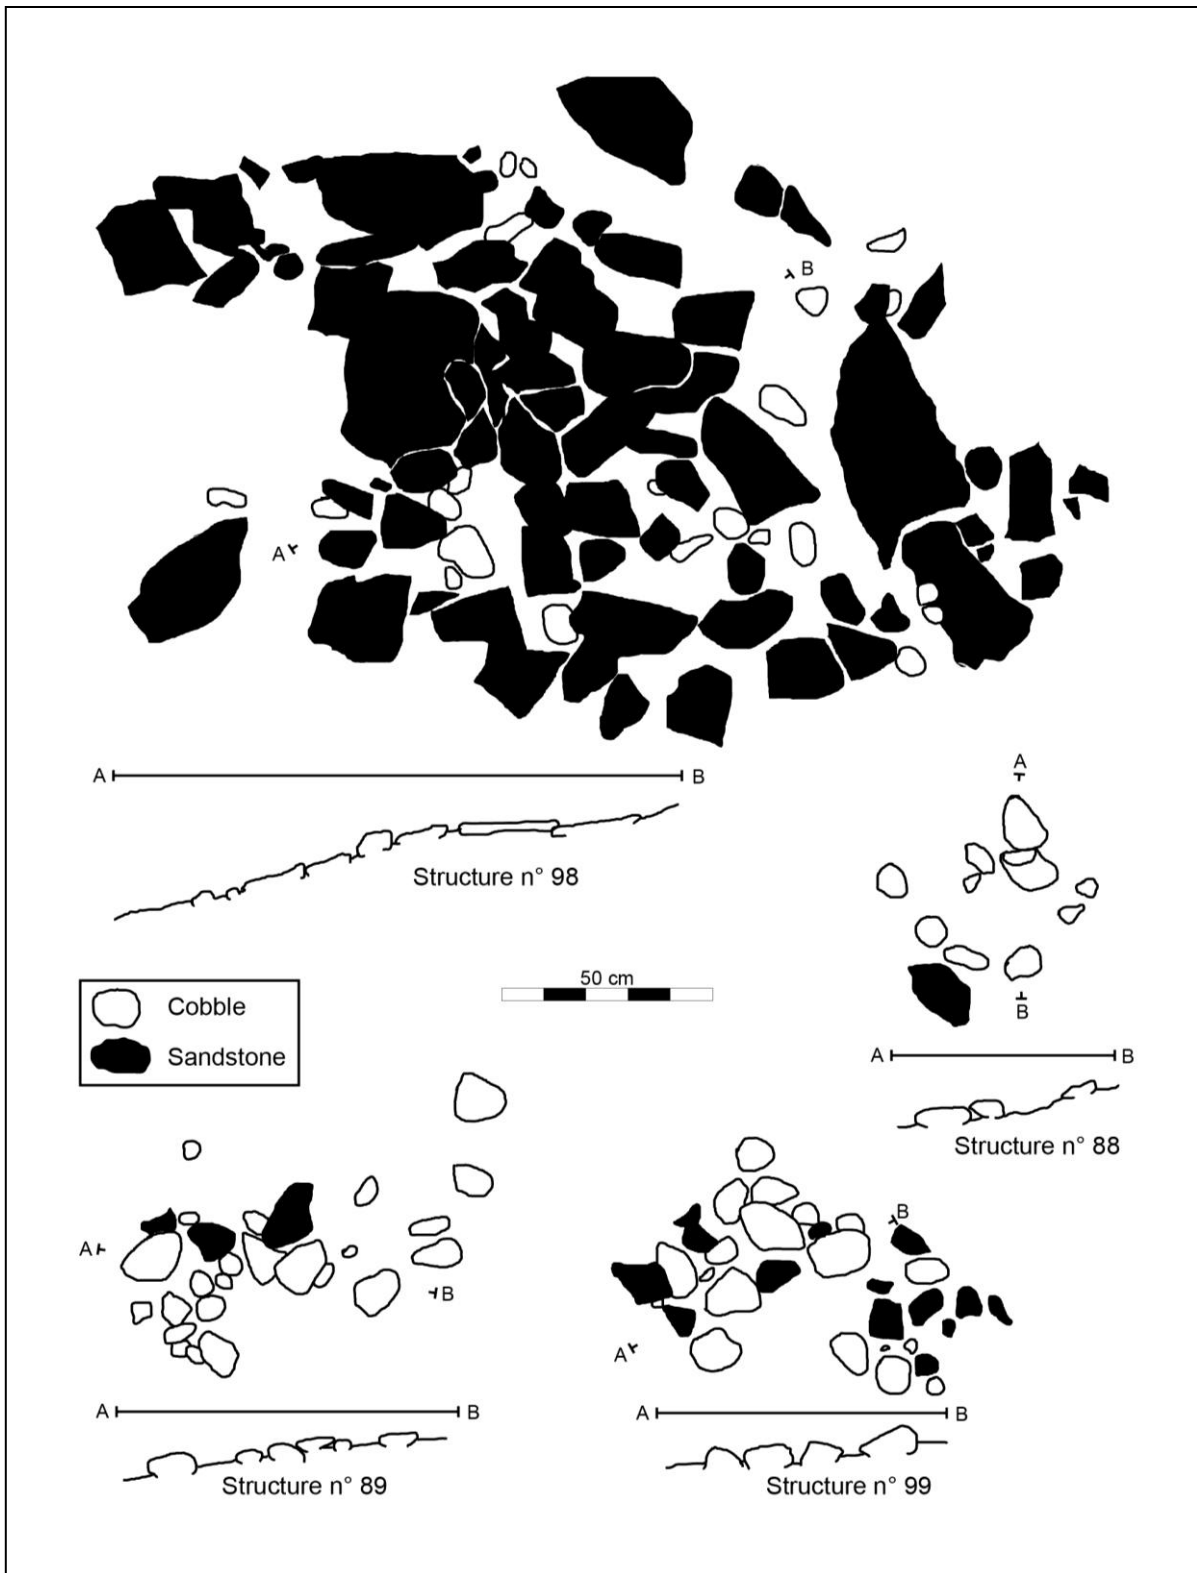 B
A
A B
Structure n° 98
A
B
A B
Structure n° 88
50 cm
Cobble
Sandstone
A
B
A B
Structure n° 89
B
A
A B
Structure n° 99